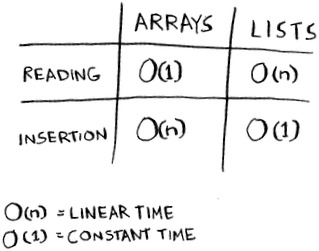 ARRAYS LISTS
READING O(1) O(n)
INSERTION O(n) O(1)
O(n) = LINEAR TIME
O(1) = CONSTANT TIME